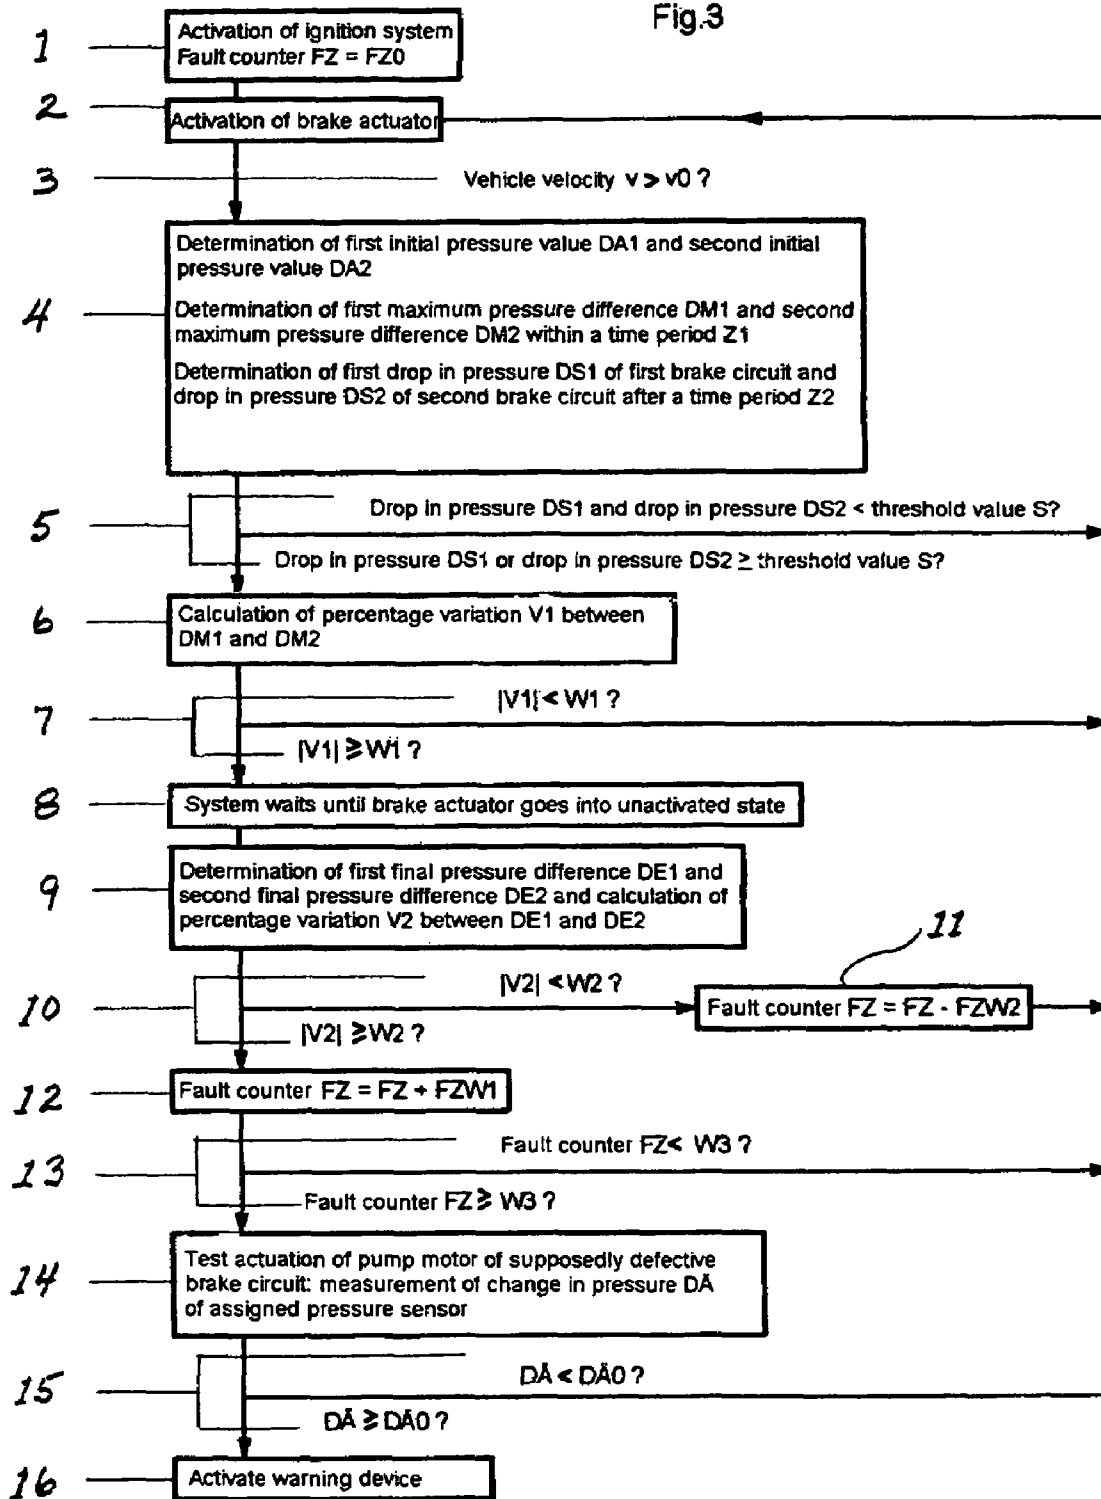 Fig.3
1
Activation of ignition system
Fault counter FZ = FZ0
2
Activation of brake actuator
3
Vehicle velocity v > v0 ?
Determination of first initial pressure value DA1 and second initial
pressure value DA2
4
Determination of first maximum pressure difference DM1 and second
maximum pressure difference DM2 within a time period Z1
Determination of first drop in pressure DS1 of first brake circuit and
drop in pressure DS2 of second brake circuit after a time period Z2
5
Drop in pressure DS1 and drop in pressure DS2 < threshold value S?
Drop in pressure DS1 or drop in pressure DS2 ≥ threshold value S?
6
Calculation of percentage variation V1 between
DM1 and DM2
7
|V1| < W1 ?
|V1| ≥ W1 ?
8
System waits until brake actuator goes into unactivated state
9
Determination of first final pressure difference DE1 and
second final pressure difference DE2 and calculation of
percentage variation V2 between DE1 and DE2
11
10
|V2| < W2 ?
Fault counter FZ = FZ - FZW2
|V2| ≥ W2 ?
12
Fault counter FZ = FZ + FZW1
13
Fault counter FZ < W3 ?
Fault counter FZ ≥ W3 ?
14
Test actuation of pump motor of supposedly defective
brake circuit: measurement of change in pressure DÄ
of assigned pressure sensor
15
DÄ < DÄ0 ?
DÄ ≥ DÄ0 ?
16
Activate warning device